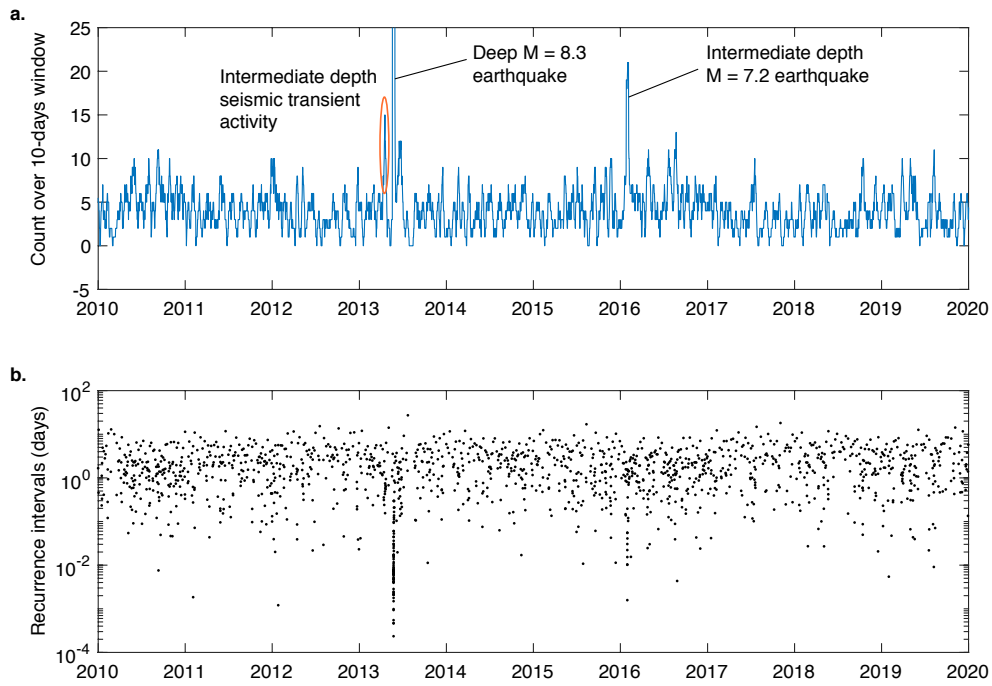 a.
25
20
15
10
5
0
-5
Count over 10-days window
Intermediate depth
seismic transient
activity
Deep M = 8.3
earthquake
Intermediate depth
M = 7.2 earthquake
2010 2011 2012 2013 2014 2015 2016 2017 2018 2019 2020
b.
10^2
10^0
10^-2
10^-4
Recurrence intervals (days)
2010 2011 2012 2013 2014 2015 2016 2017 2018 2019 2020